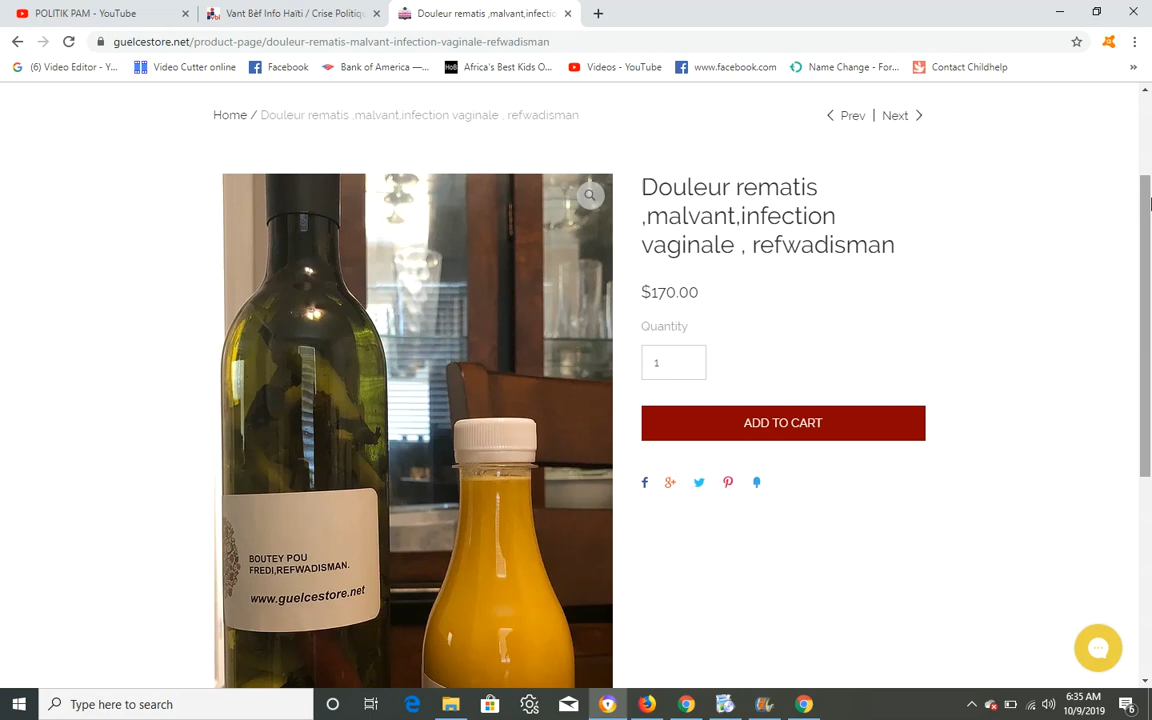 POLITIK PAM - YouTube
Vant Bèf Info Haïti / Crise Politiqu
Douleur rematis ,malvant,infectio
guelcestore.net/product-page/douleur-rematis-malvant-infection-vaginale-refwadisman
(6) Video Editor - Y...
Video Cutter online
Facebook
Bank of America —...
Africa's Best Kids O...
Videos - YouTube
www.facebook.com
Name Change - For...
Contact Childhelp
Home / Douleur rematis ,malvant,infection vaginale , refwadisman
Prev | Next
Douleur rematis
,malvant,infection
vaginale , refwadisman
$170.00
Quantity
1
ADD TO CART
BOUTEY POU
FREDI,REFWADISMAN.
www.guelcestore.net
Type here to search
6:35 AM
10/9/2019
6